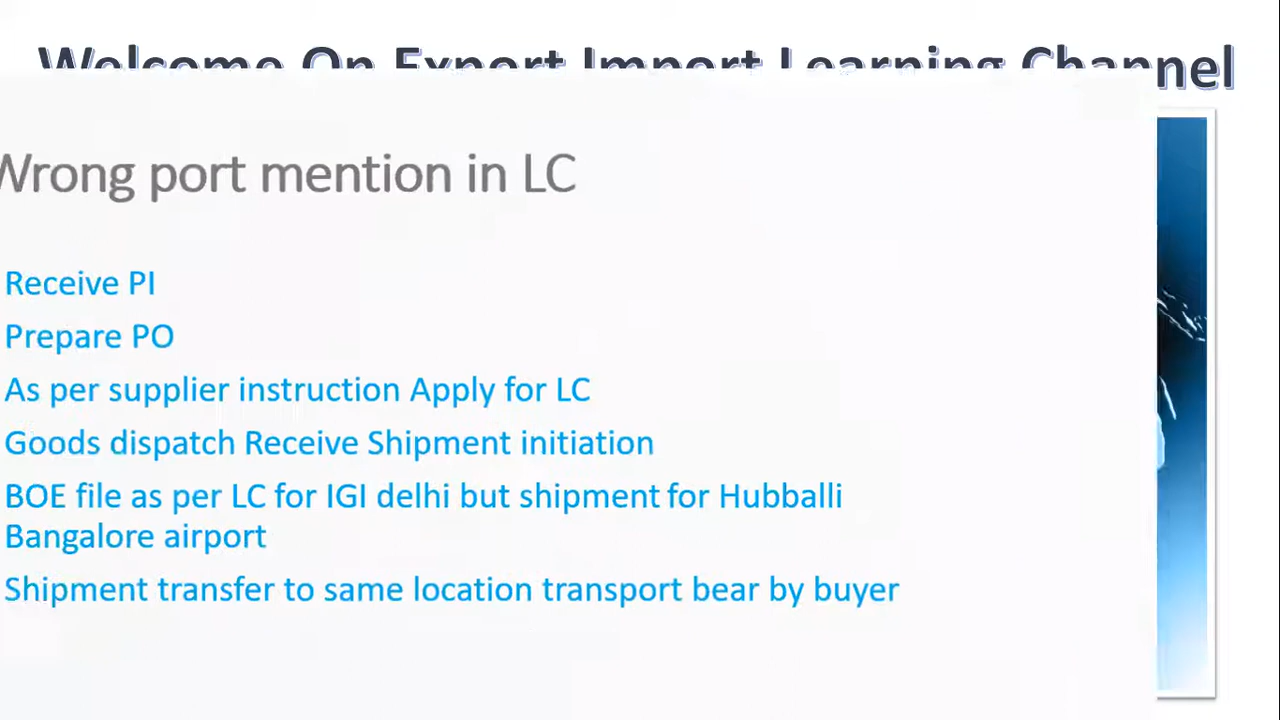 Welcome On Export Import Learning Channel
Wrong port mention in LC
Receive PI
Prepare PO
As per supplier instruction Apply for LC
Goods dispatch Receive Shipment initiation
BOE file as per LC for IGI delhi but shipment for Hubballi
Bangalore airport
Shipment transfer to same location transport bear by buyer